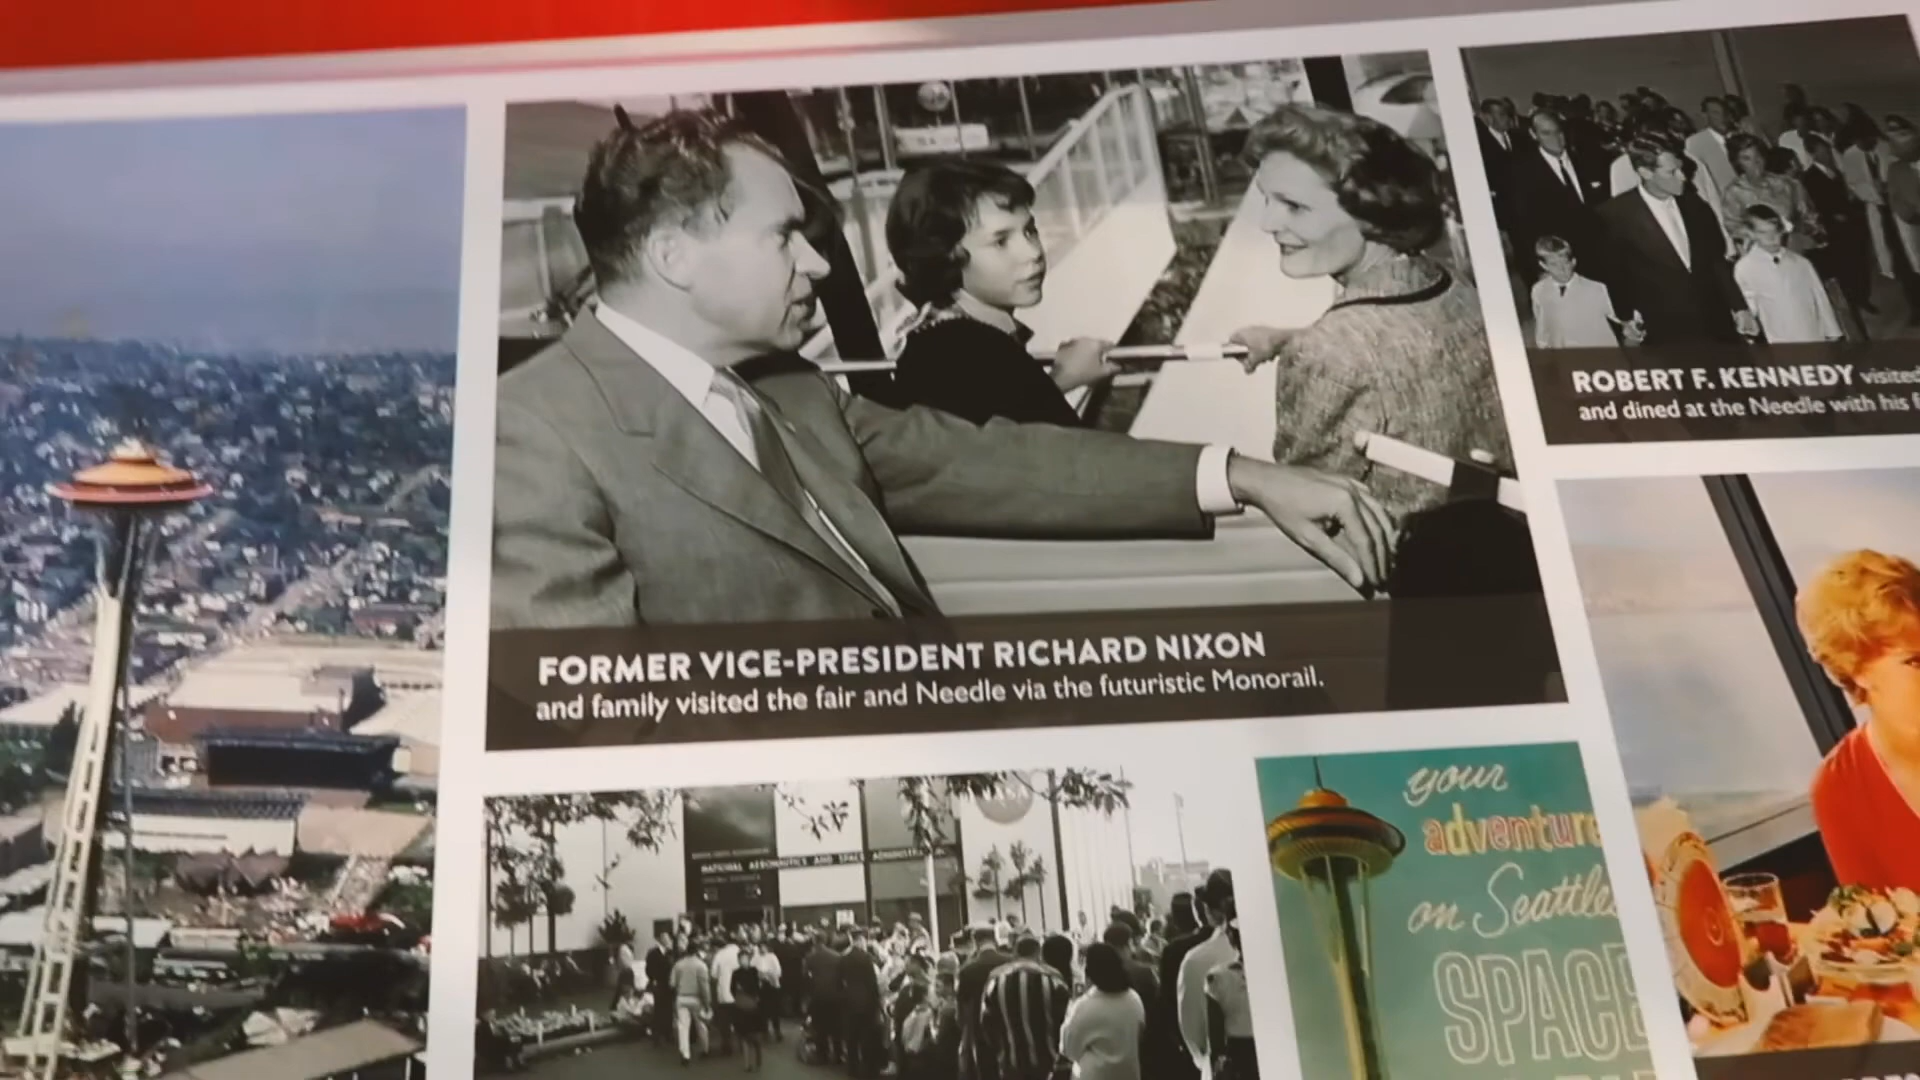 FORMER VICE-PRESIDENT RICHARD NIXON
and family visited the fair and Needle via the futuristic Monorail.
ROBERT F. KENNEDY visited
and dined at the Needle with his
NATIONAL AERONAUTICS AND SPACE
your
adventure
on Seattle
SPACE